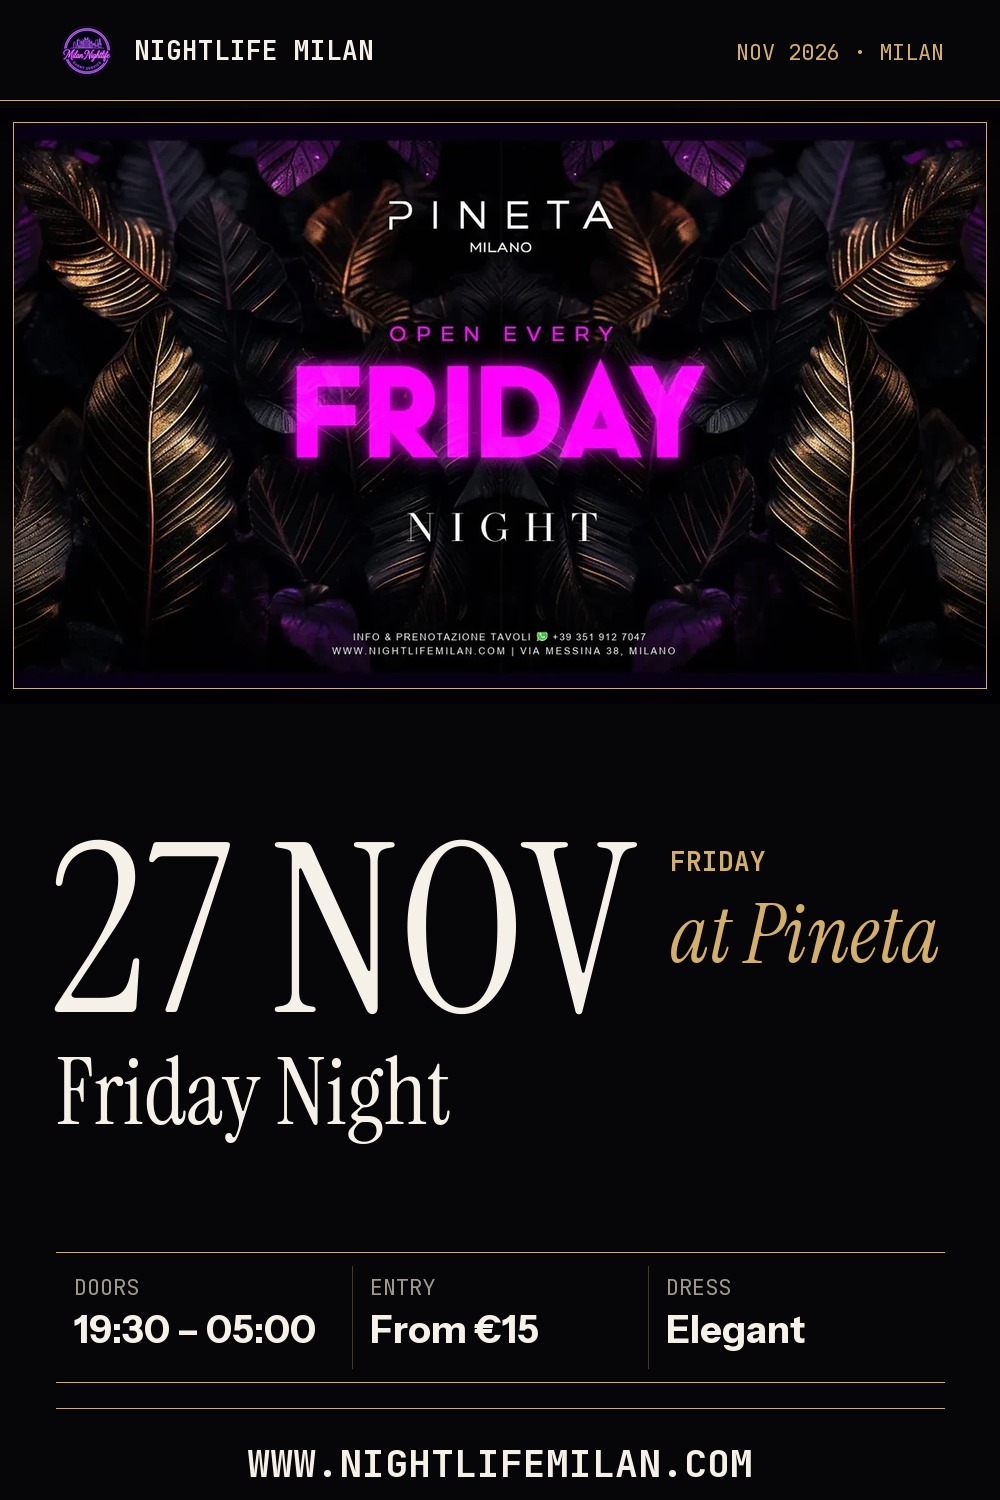 Milan Nightlife
NIGHTLIFE MILAN
NOV 2026 · MILAN
PINETA
MILANO
OPEN EVERY
FRIDAY
NIGHT
INFO & PRENOTAZIONE TAVOLI +39 351 912 7047
WWW.NIGHTLIFEMILAN.COM | VIA MESSINA 38, MILANO
27 NOV
FRIDAY
at Pineta
Friday Night
DOORS
19:30 – 05:00
ENTRY
From €15
DRESS
Elegant
WWW.NIGHTLIFEMILAN.COM